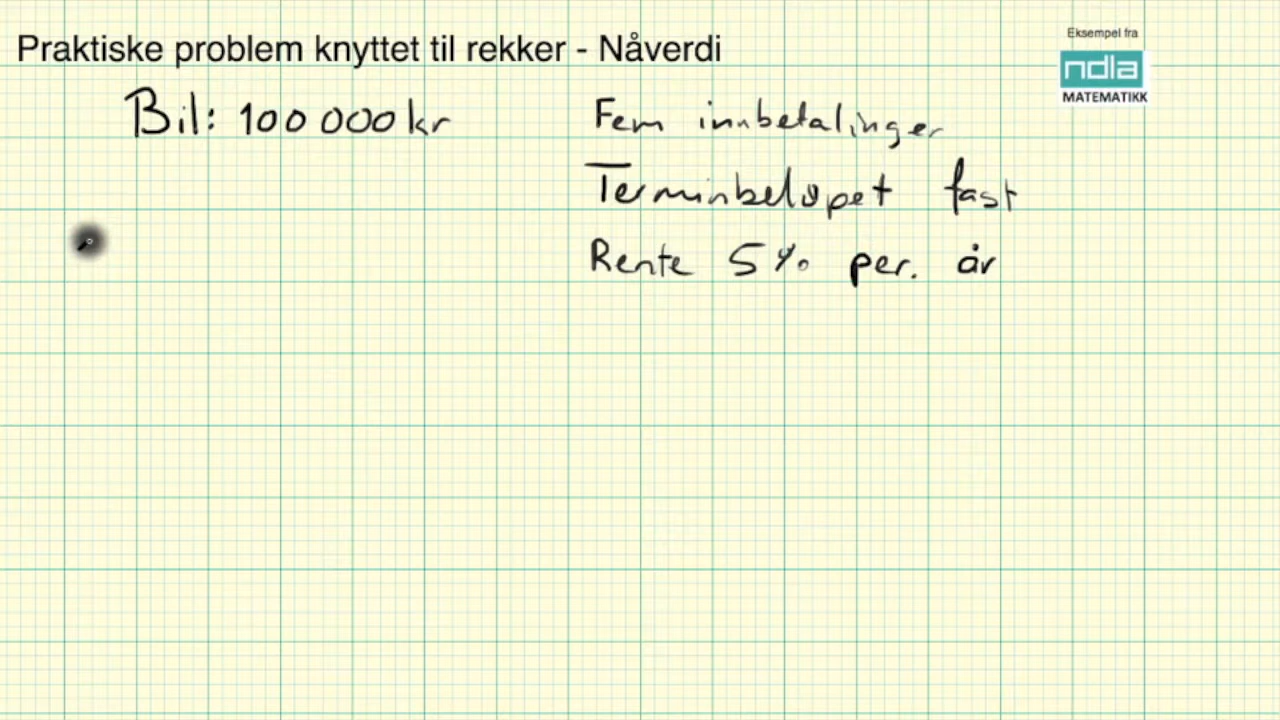 Praktiske problem knyttet til rekker - Nåverdi
Eksempel fra
ndla
MATEMATIKK
Bil: 100 000 kr
Fem innbetalinger
Terminbeløpet fast
Rente 5% per. år